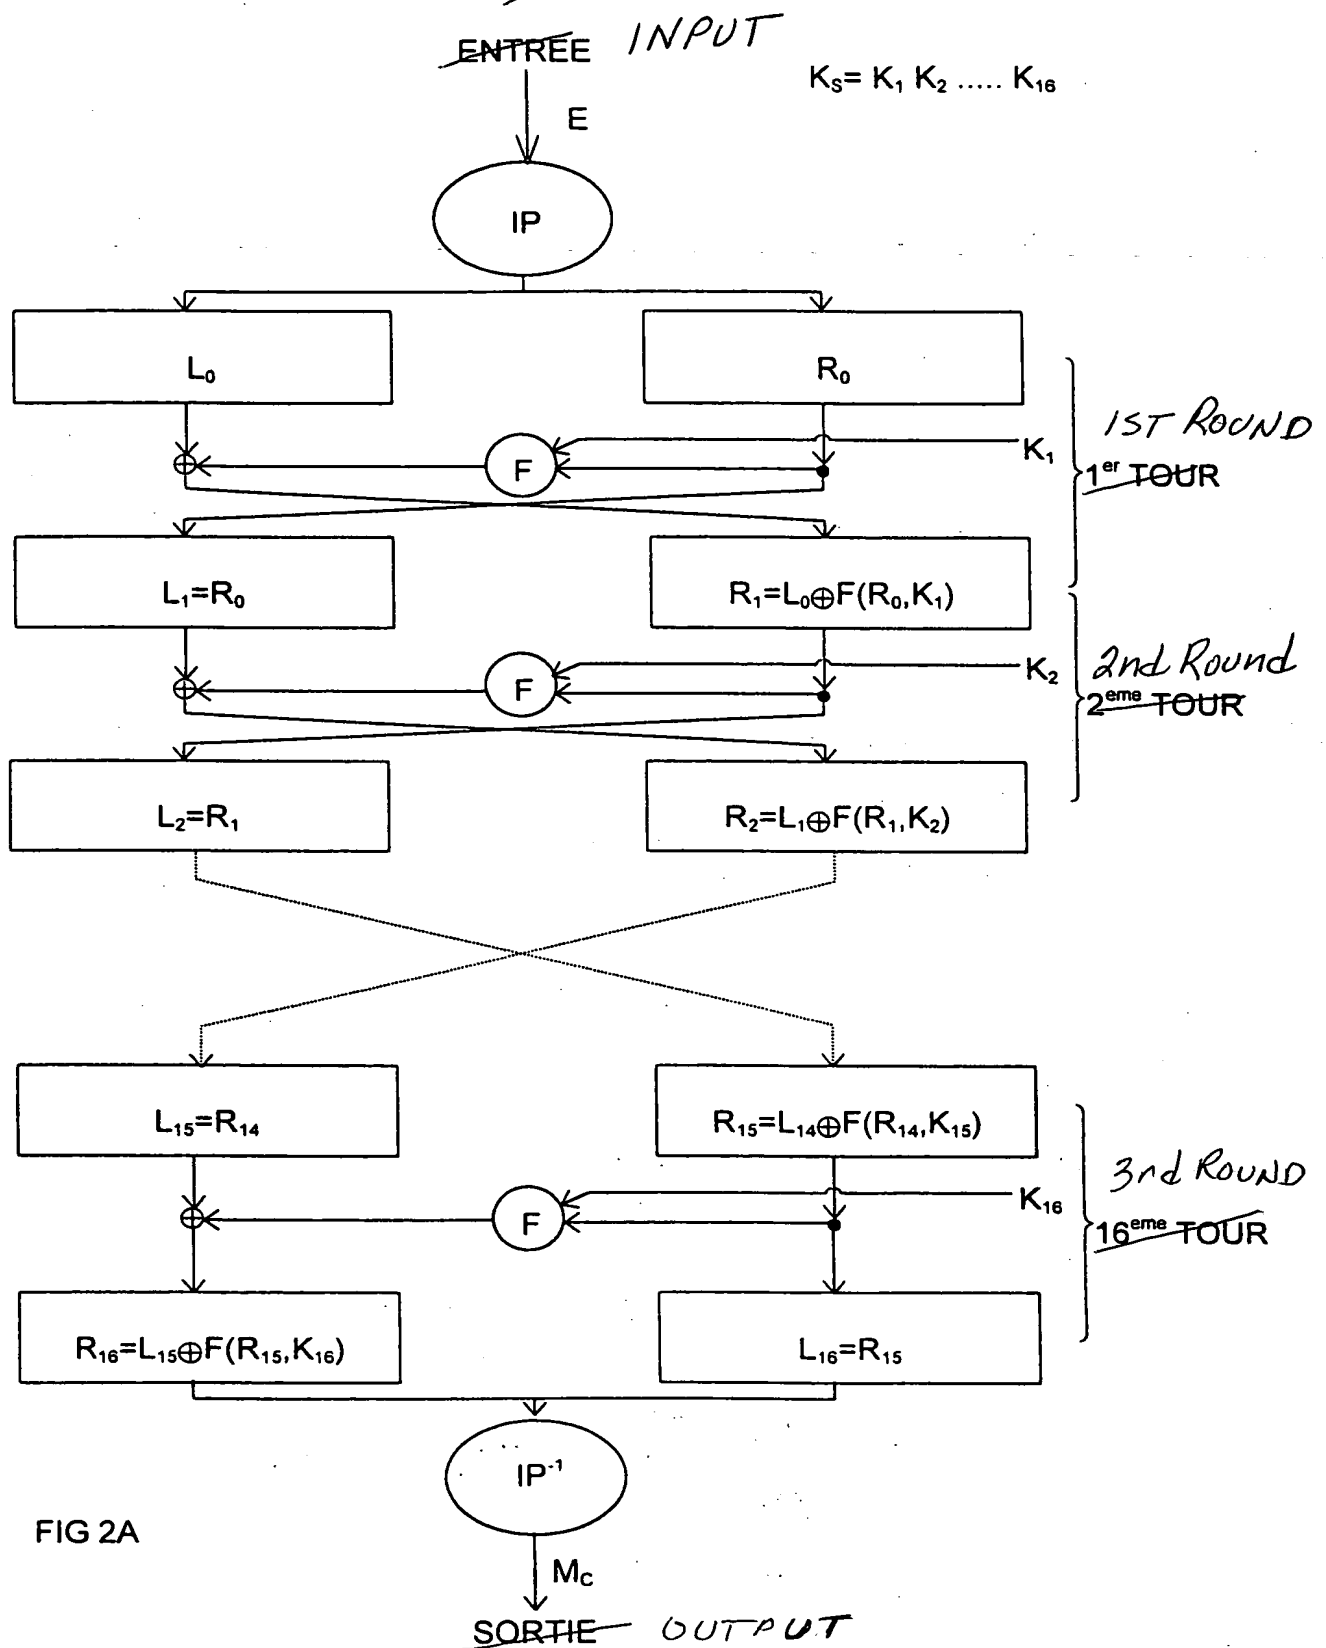 ENTREE INPUT
Kₛ= K₁ K₂ ..... K₁₆
E
IP
L₀
R₀
F
K₁
1ST ROUND
1ᵉʳ TOUR
L₁=R₀
R₁=L₀⊕F(R₀,K₁)
F
K₂
2nd Round
2ᵉᵐᵉ TOUR
L₂=R₁
R₂=L₁⊕F(R₁,K₂)
L₁₅=R₁₄
R₁₅=L₁₄⊕F(R₁₄,K₁₅)
F
K₁₆
3rd ROUND
16ᵉᵐᵉ TOUR
R₁₆=L₁₅⊕F(R₁₅,K₁₆)
L₁₆=R₁₅
IP⁻¹
FIG 2A
M_C
SORTIE OUTPUT